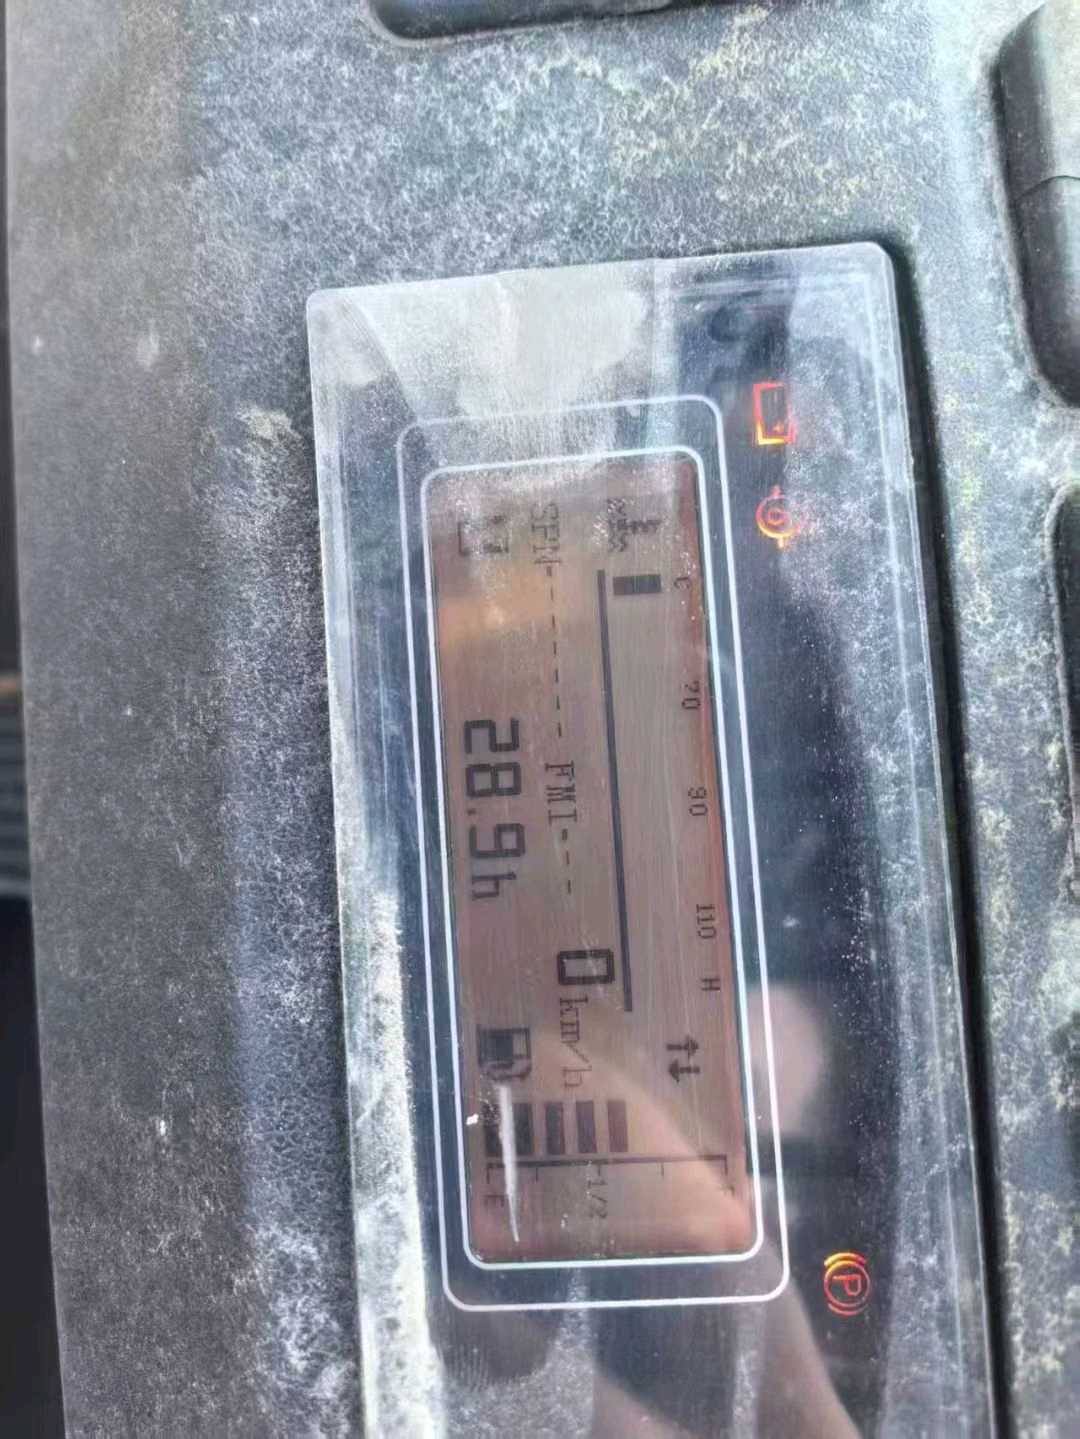 C 70 90 110 H
0 km/h
SPN------- FMI---
28.9h
1/2
E
P